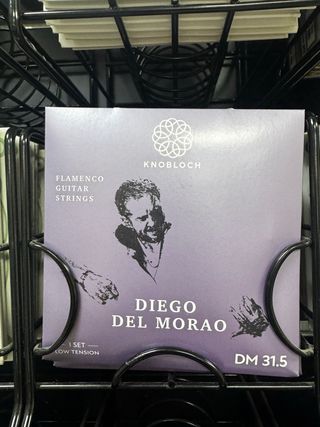 KNOBLOCH
FLAMENCO
GUITAR
STRINGS
DIEGO
DEL MORAO
1 SET
LOW TENSION
DM 31.5